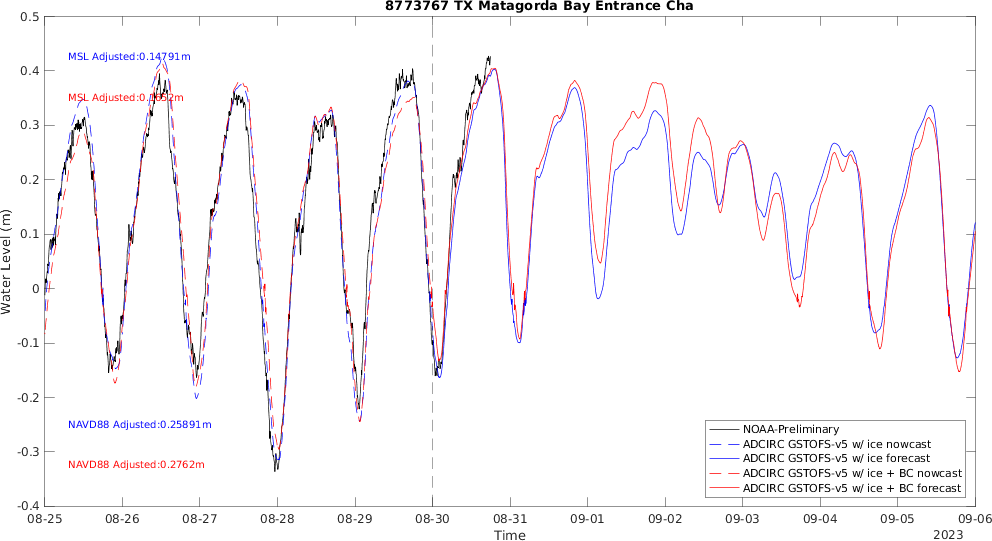 8773767 TX Matagorda Bay Entrance Cha
0.5
0.4
0.3
0.2
0.1
0
-0.1
-0.2
-0.3
-0.4
Water Level (m)
MSL Adjusted:0.14791m
MSL Adjusted:
NAVD88 Adjusted:0.25891m
NAVD88 Adjusted:0.2762m
NOAA-Preliminary
ADCIRC GSTOFS-v5 w/ ice nowcast
ADCIRC GSTOFS-v5 w/ ice forecast
ADCIRC GSTOFS-v5 w/ ice + BC nowcast
ADCIRC GSTOFS-v5 w/ ice + BC forecast
08-25 08-26 08-27 08-28 08-29 08-30 08-31 09-01 09-02 09-03 09-04 09-05 09-06
Time
2023